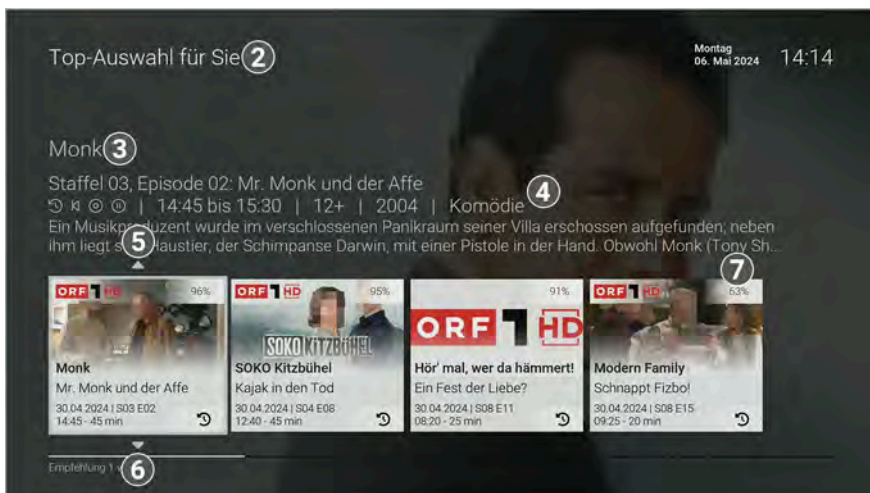 Top-Auswahl für Sie 2
Montag
06. Mai 2024
14:14
Monk 3
Staffel 03, Episode 02: Mr. Monk und der Affe
| 14:45 bis 15:30 | 12+ | 2004 | Komödie 4
Ein Musikproduzent wurde im verschlossenen Panikraum seiner Villa erschossen aufgefunden; neben
ihm liegt Haustier, der Schimpanse Darwin, mit einer Pistole in der Hand. Obwohl Monk (Tony Sh...
5
7
ORF 1 HD 96%
Monk
Mr. Monk und der Affe
30.04.2024 | S03 E02
14:45 - 45 min
ORF 1 HD 95%
SOKO KITZBÜHEL
SOKO Kitzbühel
Kajak in den Tod
30.04.2024 | S04 E08
12:40 - 45 min
91%
ORF 1 HD
Hör' mal, wer da hämmert!
Ein Fest der Liebe?
30.04.2024 | S08 E11
08:20 - 25 min
ORF 1 HD 63%
Modern Family
Schnappt Fizbo!
30.04.2024 | S08 E15
09:25 - 20 min
Empfehlung 1
6